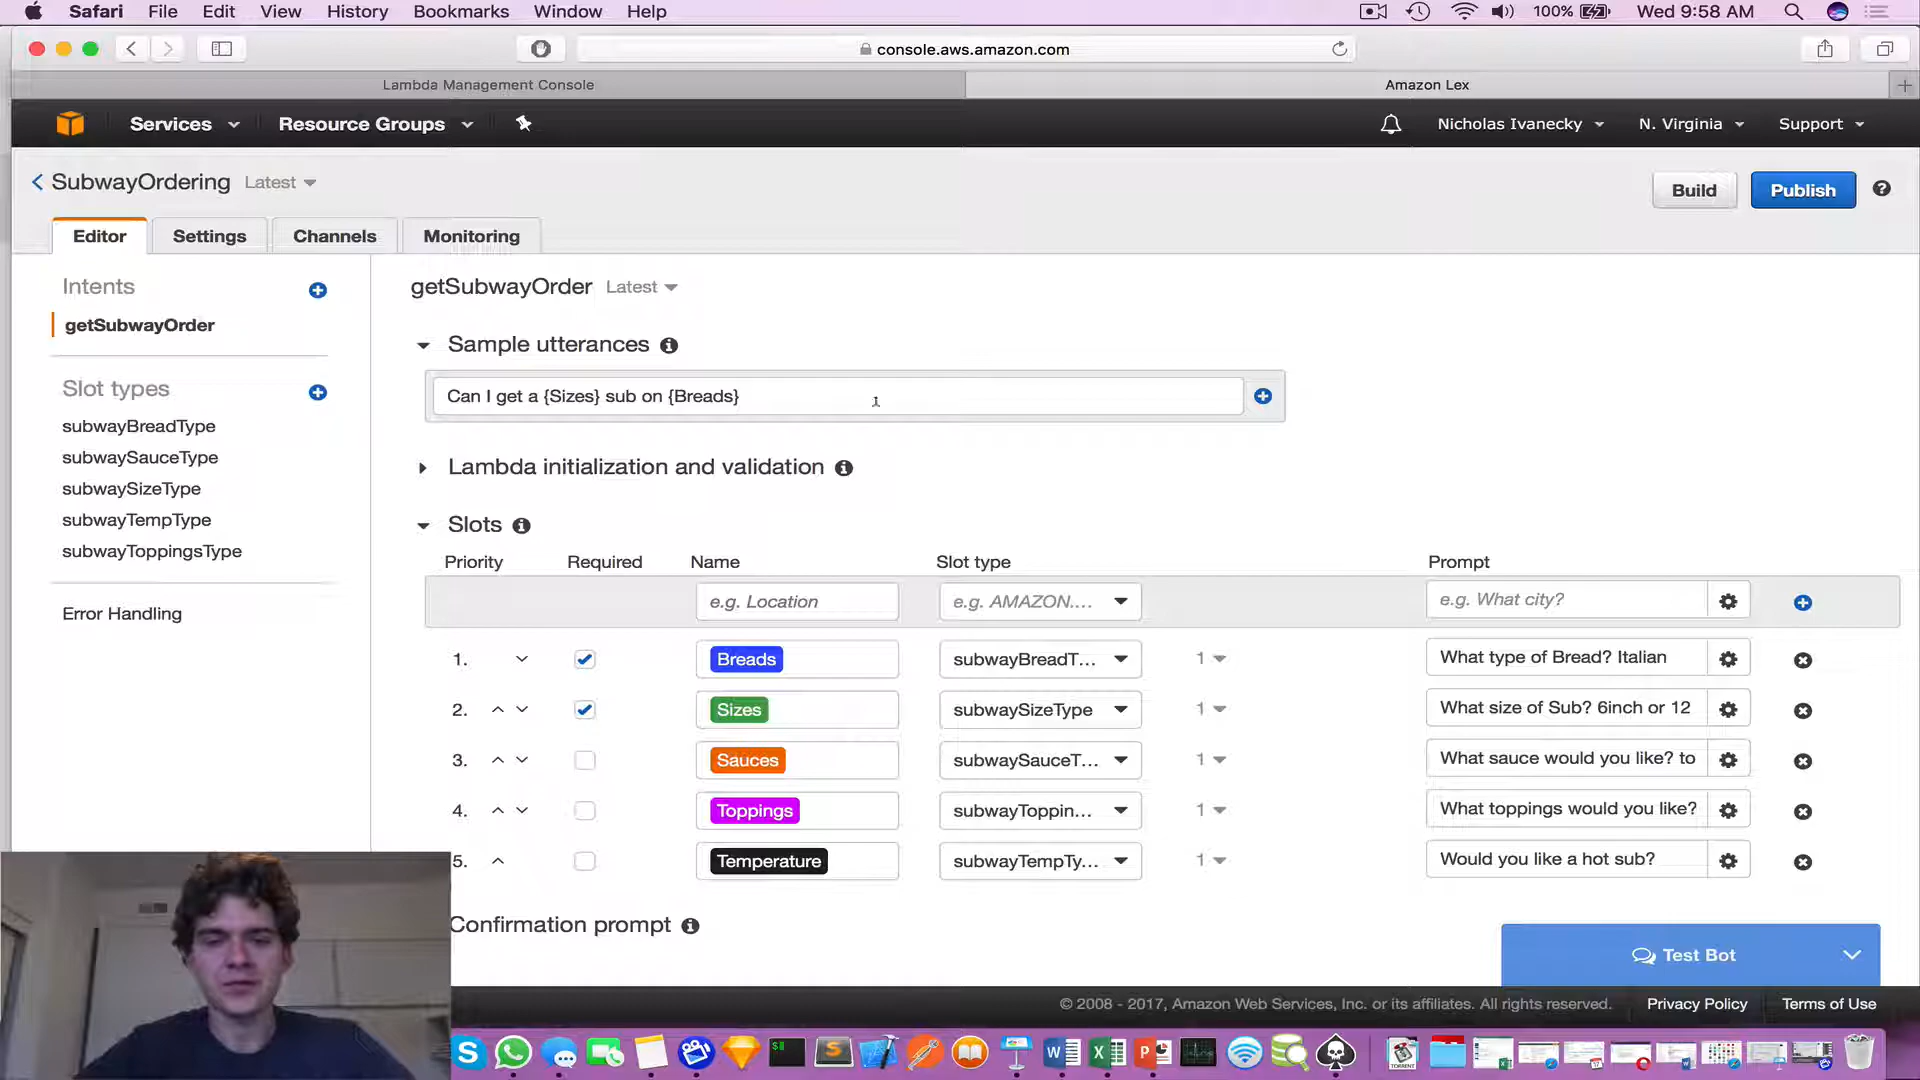 Safari File Edit View History Bookmarks Window Help 100% Wed 9:58 AM
console.aws.amazon.com
Lambda Management Console Amazon Lex
Services Resource Groups Nicholas Ivanecky N. Virginia Support
SubwayOrdering Latest Build Publish
Editor Settings Channels Monitoring
Intents
getSubwayOrder
Slot types
subwayBreadType
subwaySauceType
subwaySizeType
subwayTempType
subwayToppingsType
Error Handling
getSubwayOrder Latest
Sample utterances
Can I get a {Sizes} sub on {Breads}
Lambda initialization and validation
Slots
Priority Required Name Slot type Prompt
e.g. Location e.g. AMAZON.... e.g. What city?
1. Breads subwayBreadT... 1 What type of Bread? Italian
2. Sizes subwaySizeType 1 What size of Sub? 6inch or 12
3. Sauces subwaySauceT... 1 What sauce would you like? to
4. Toppings subwayToppin... 1 What toppings would you like?
5. Temperature subwayTempTy... 1 Would you like a hot sub?
Confirmation prompt
Test Bot
© 2008 - 2017, Amazon Web Services, Inc. or its affiliates. All rights reserved. Privacy Policy Terms of Use